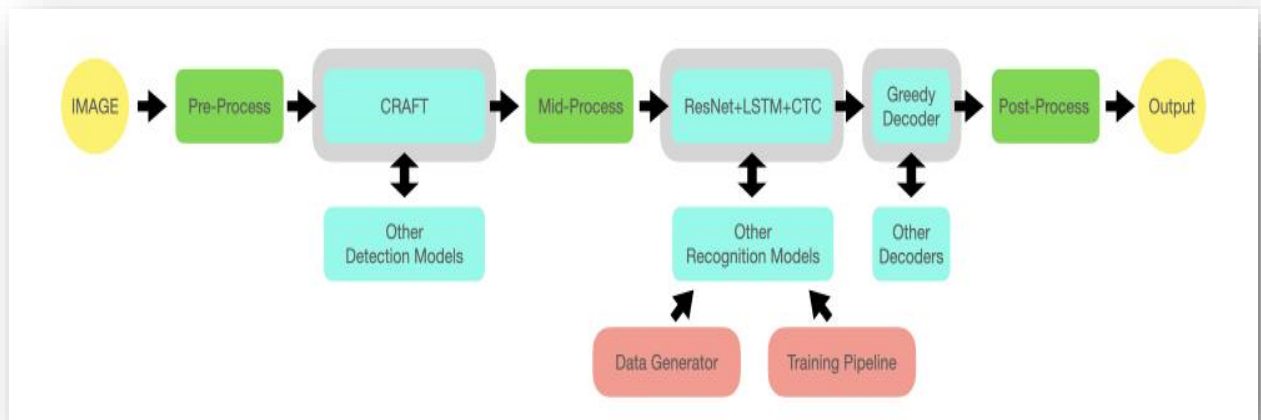 IMAGE
Pre-Process
CRAFT
Mid-Process
ResNet+LSTM+CTC
Greedy
Decoder
Post-Process
Output
Other
Detection Models
Other
Recognition Models
Other
Decoders
Data Generator
Training Pipeline